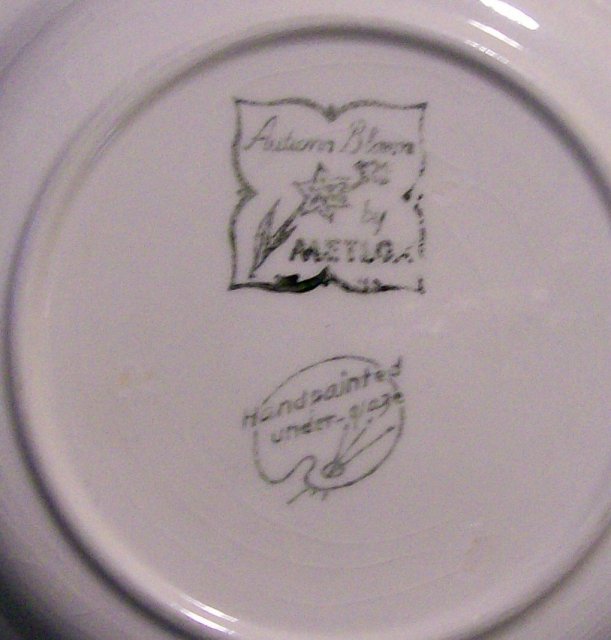 Autumn Bloom
by
METLOX
Handpainted
under-glaze